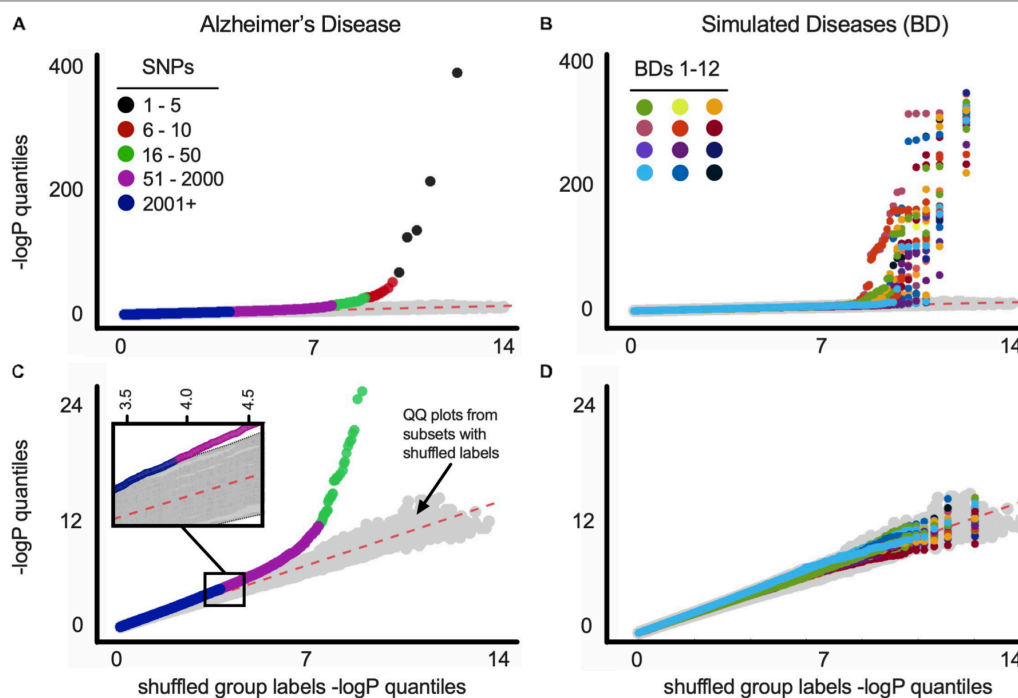 A
Alzheimer's Disease
B
Simulated Diseases (BD)
400
200
0
-logP quantiles
SNPs
1 - 5
6 - 10
16 - 50
51 - 2000
2001+
0
7
14
400
200
0
BDs 1-12
0
7
14
C
24
12
0
-logP quantiles
3.5
4.0
4.5
QQ plots from
subsets with
shuffled labels
0
7
14
shuffled group labels -logP quantiles
D
24
12
0
0
7
14
shuffled group labels -logP quantiles